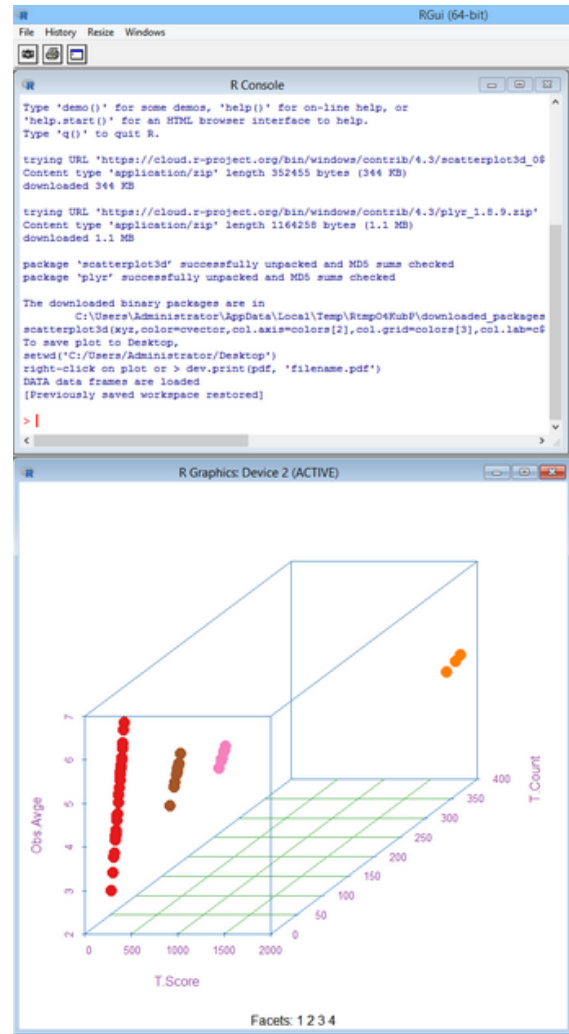 RGui (64-bit)
File History Resize Windows
R Console
Type 'demo()' for some demos, 'help()' for on-line help, or
'help.start()' for an HTML browser interface to help.
Type 'q()' to quit R.
trying URL 'https://cloud.r-project.org/bin/windows/contrib/4.3/scatterplot3d_0$
Content type 'application/zip' length 352455 bytes (344 KB)
downloaded 344 KB
trying URL 'https://cloud.r-project.org/bin/windows/contrib/4.3/plyr_1.8.9.zip'
Content type 'application/zip' length 1164258 bytes (1.1 MB)
downloaded 1.1 MB
package 'scatterplot3d' successfully unpacked and MD5 sums checked
package 'plyr' successfully unpacked and MD5 sums checked
The downloaded binary packages are in
C:\Users\Administrator\AppData\Local\Temp\RtmpO4KubP\downloaded_packages
scatterplot3d(xyz,color=cvector,col.axis=colors[2],col.grid=colors[3],col.lab=c$
To save plot to Desktop,
setwd('C:/Users/Administrator/Desktop')
right-click on plot or > dev.print(pdf, 'filename.pdf')
DATA data frames are loaded
[Previously saved workspace restored]
>
R Graphics: Device 2 (ACTIVE)
Obs.Avge
7
6
5
4
3
2
0 500 1000 1500 2000
T.Score
0
50
100
150
200
250
300
350
400
T.Count
Facets: 1 2 3 4